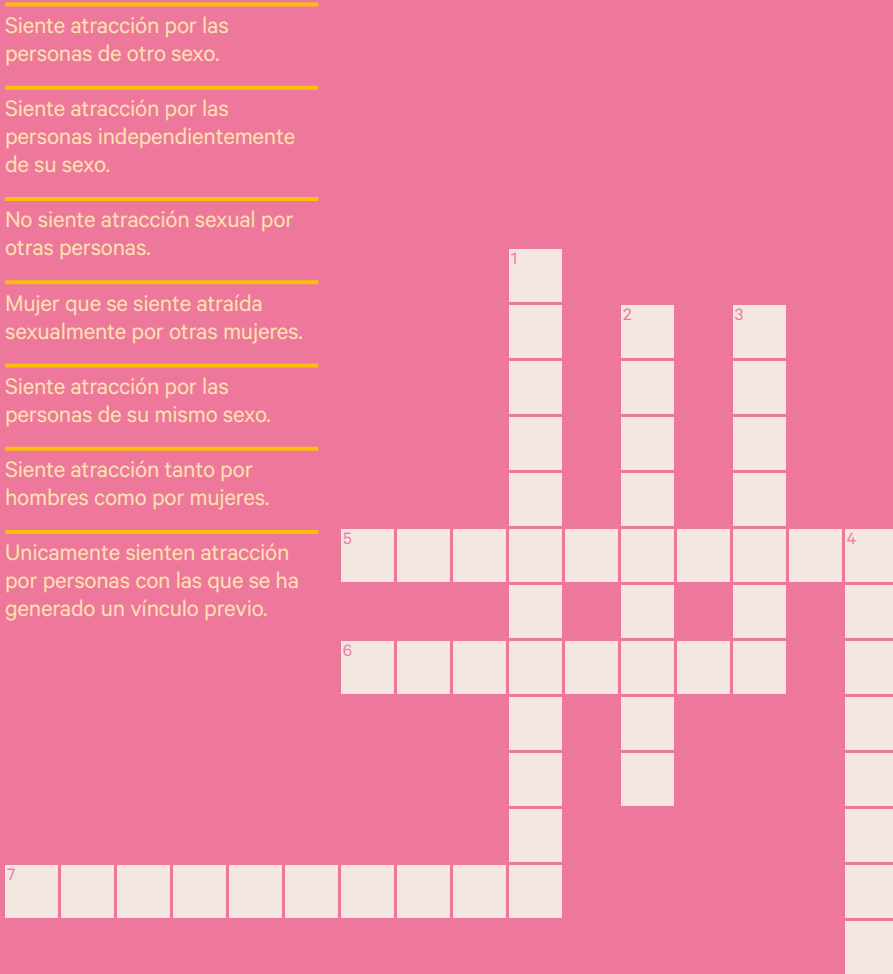 Siente atracción por las
personas de otro sexo.
Siente atracción por las
personas independientemente
de su sexo.
No siente atracción sexual por
otras personas.
Mujer que se siente atraída
sexualmente por otras mujeres.
Siente atracción por las
personas de su mismo sexo.
Siente atracción tanto por
hombres como por mujeres.
Unicamente sienten atracción
por personas con las que se ha
generado un vínculo previo.
1
2
3
5
4
6
7